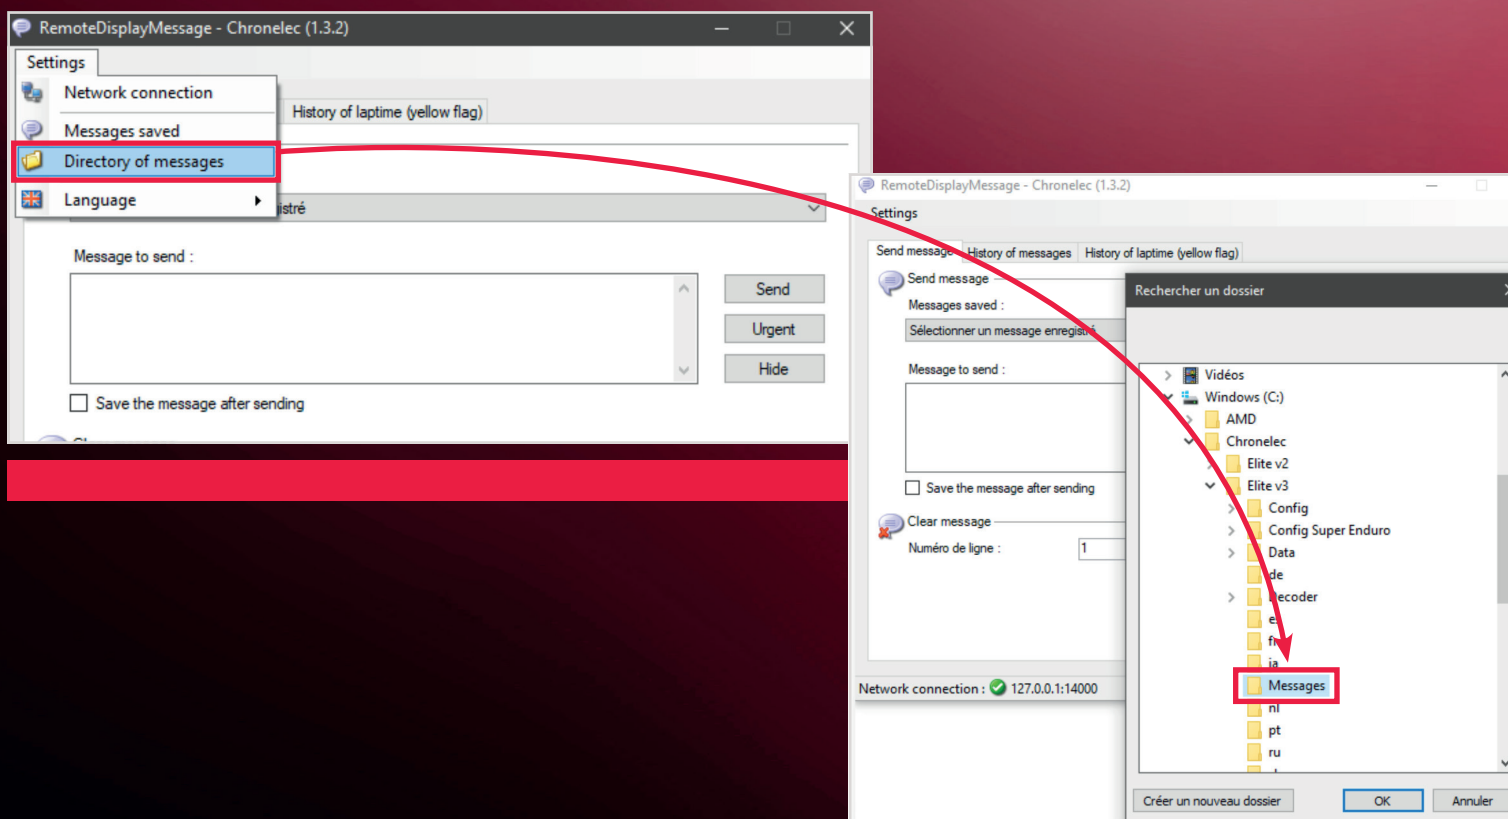 RemoteDisplayMessage - Chronelec (1.3.2)
Settings
Network connection
Messages saved
Directory of messages
Language
History of laptime (yellow flag)
istré
Message to send :
Send
Urgent
Hide
Save the message after sending
RemoteDisplayMessage - Chronelec (1.3.2)
Settings
Send message
History of messages
History of laptime (yellow flag)
Send message
Messages saved :
Sélectionner un message enregistré
Message to send :
Save the message after sending
Clear message
Numéro de ligne :
1
Network connection : 127.0.0.1:14000
Rechercher un dossier
Vidéos
Windows (C:)
AMD
Chronelec
Elite v2
Elite v3
Config
Config Super Enduro
Data
de
Decoder
es
fr
ja
Messages
nl
pt
ru
Créer un nouveau dossier
OK
Annuler